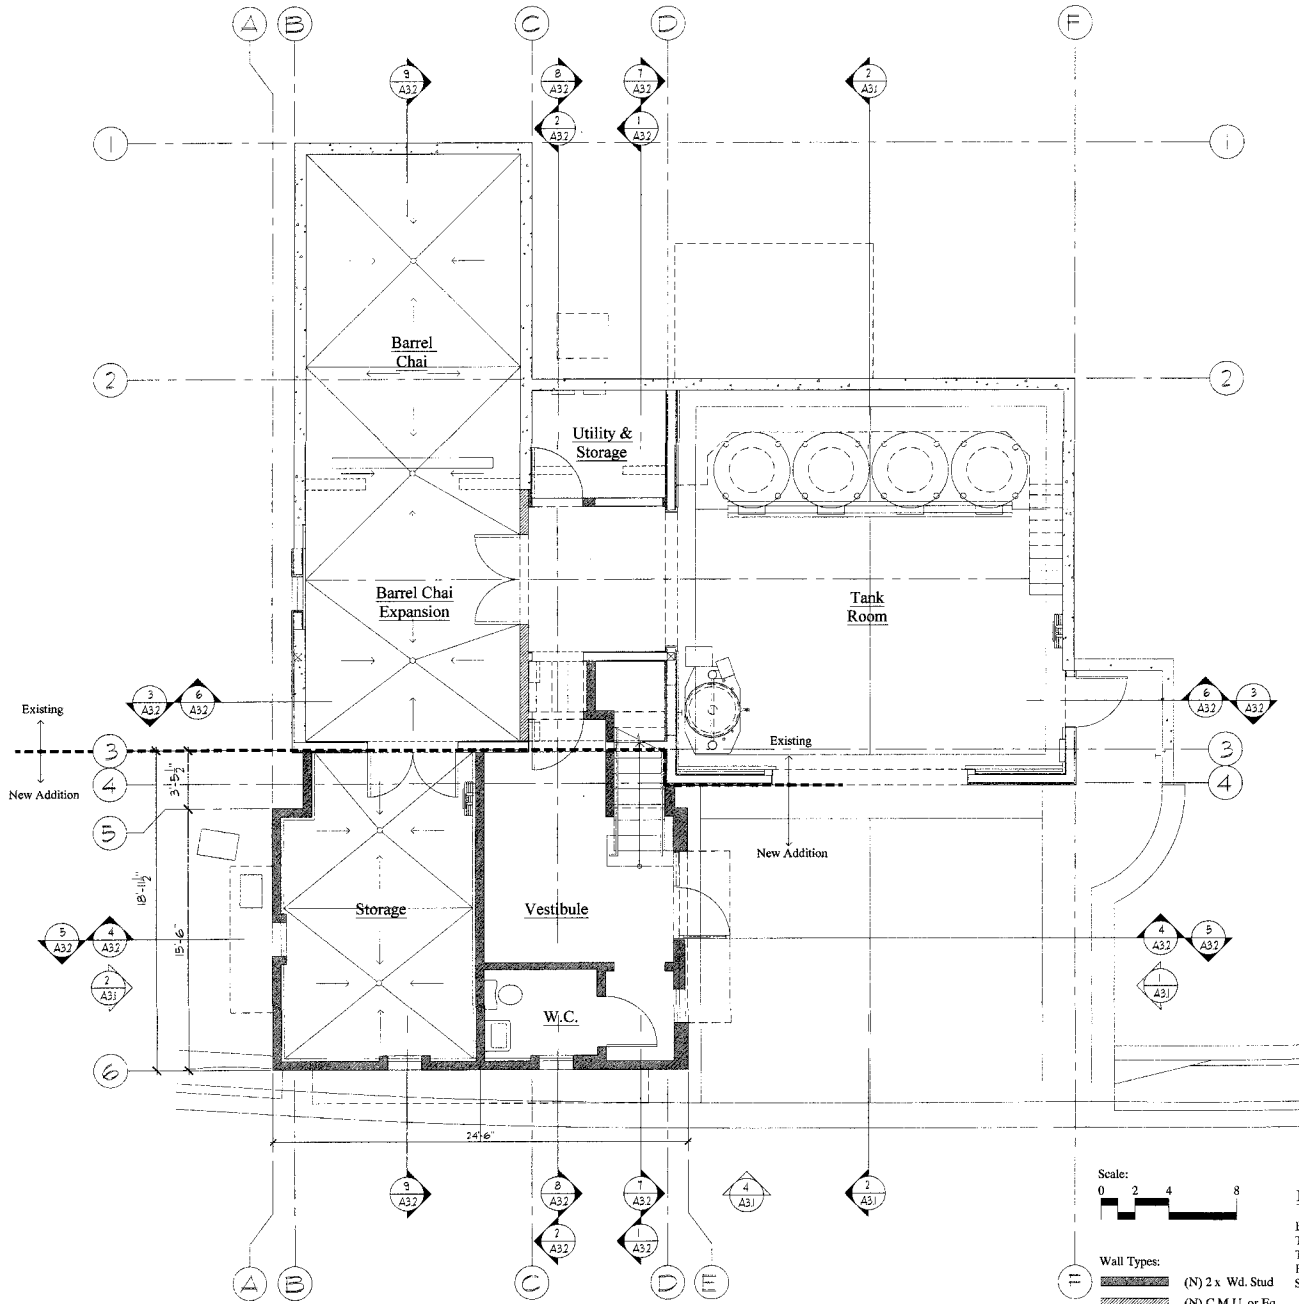 A
B
C
D
F
9
A3.2
8
A3.2
7
A3.2
2
A3.1
2
A3.2
1
A3.2
1
1
Barrel
Chai
2
2
Utility &
Storage
Barrel Chai
Expansion
Tank
Room
3
A3.2
6
A3.2
6
A3.2
3
A3.2
Existing
3
Existing
3
New Addition
4
4
3'-5½"
5
New Addition
18'-11½"
15'-6"
Storage
Vestibule
5
A3.2
4
A3.2
4
A3.2
5
A3.2
2
A3.1
1
A3.1
W.C.
6
24'-6"
9
A3.2
8
A3.2
7
A3.2
4
A3.1
2
A3.1
2
A3.2
1
A3.2
Scale:
0 2 4 8
Wall Types:
(N) 2 x Wd. Stud
(N) C.M.U. or Eq
A
B
C
D
E
F